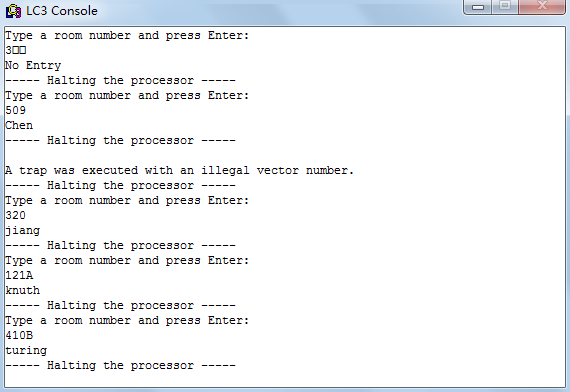 LC3 Console
Type a room number and press Enter:
3□□
No Entry
----- Halting the processor -----
Type a room number and press Enter:
509
Chen
----- Halting the processor -----
A trap was executed with an illegal vector number.
----- Halting the processor -----
Type a room number and press Enter:
320
jiang
----- Halting the processor -----
Type a room number and press Enter:
121A
knuth
----- Halting the processor -----
Type a room number and press Enter:
410B
turing
----- Halting the processor -----